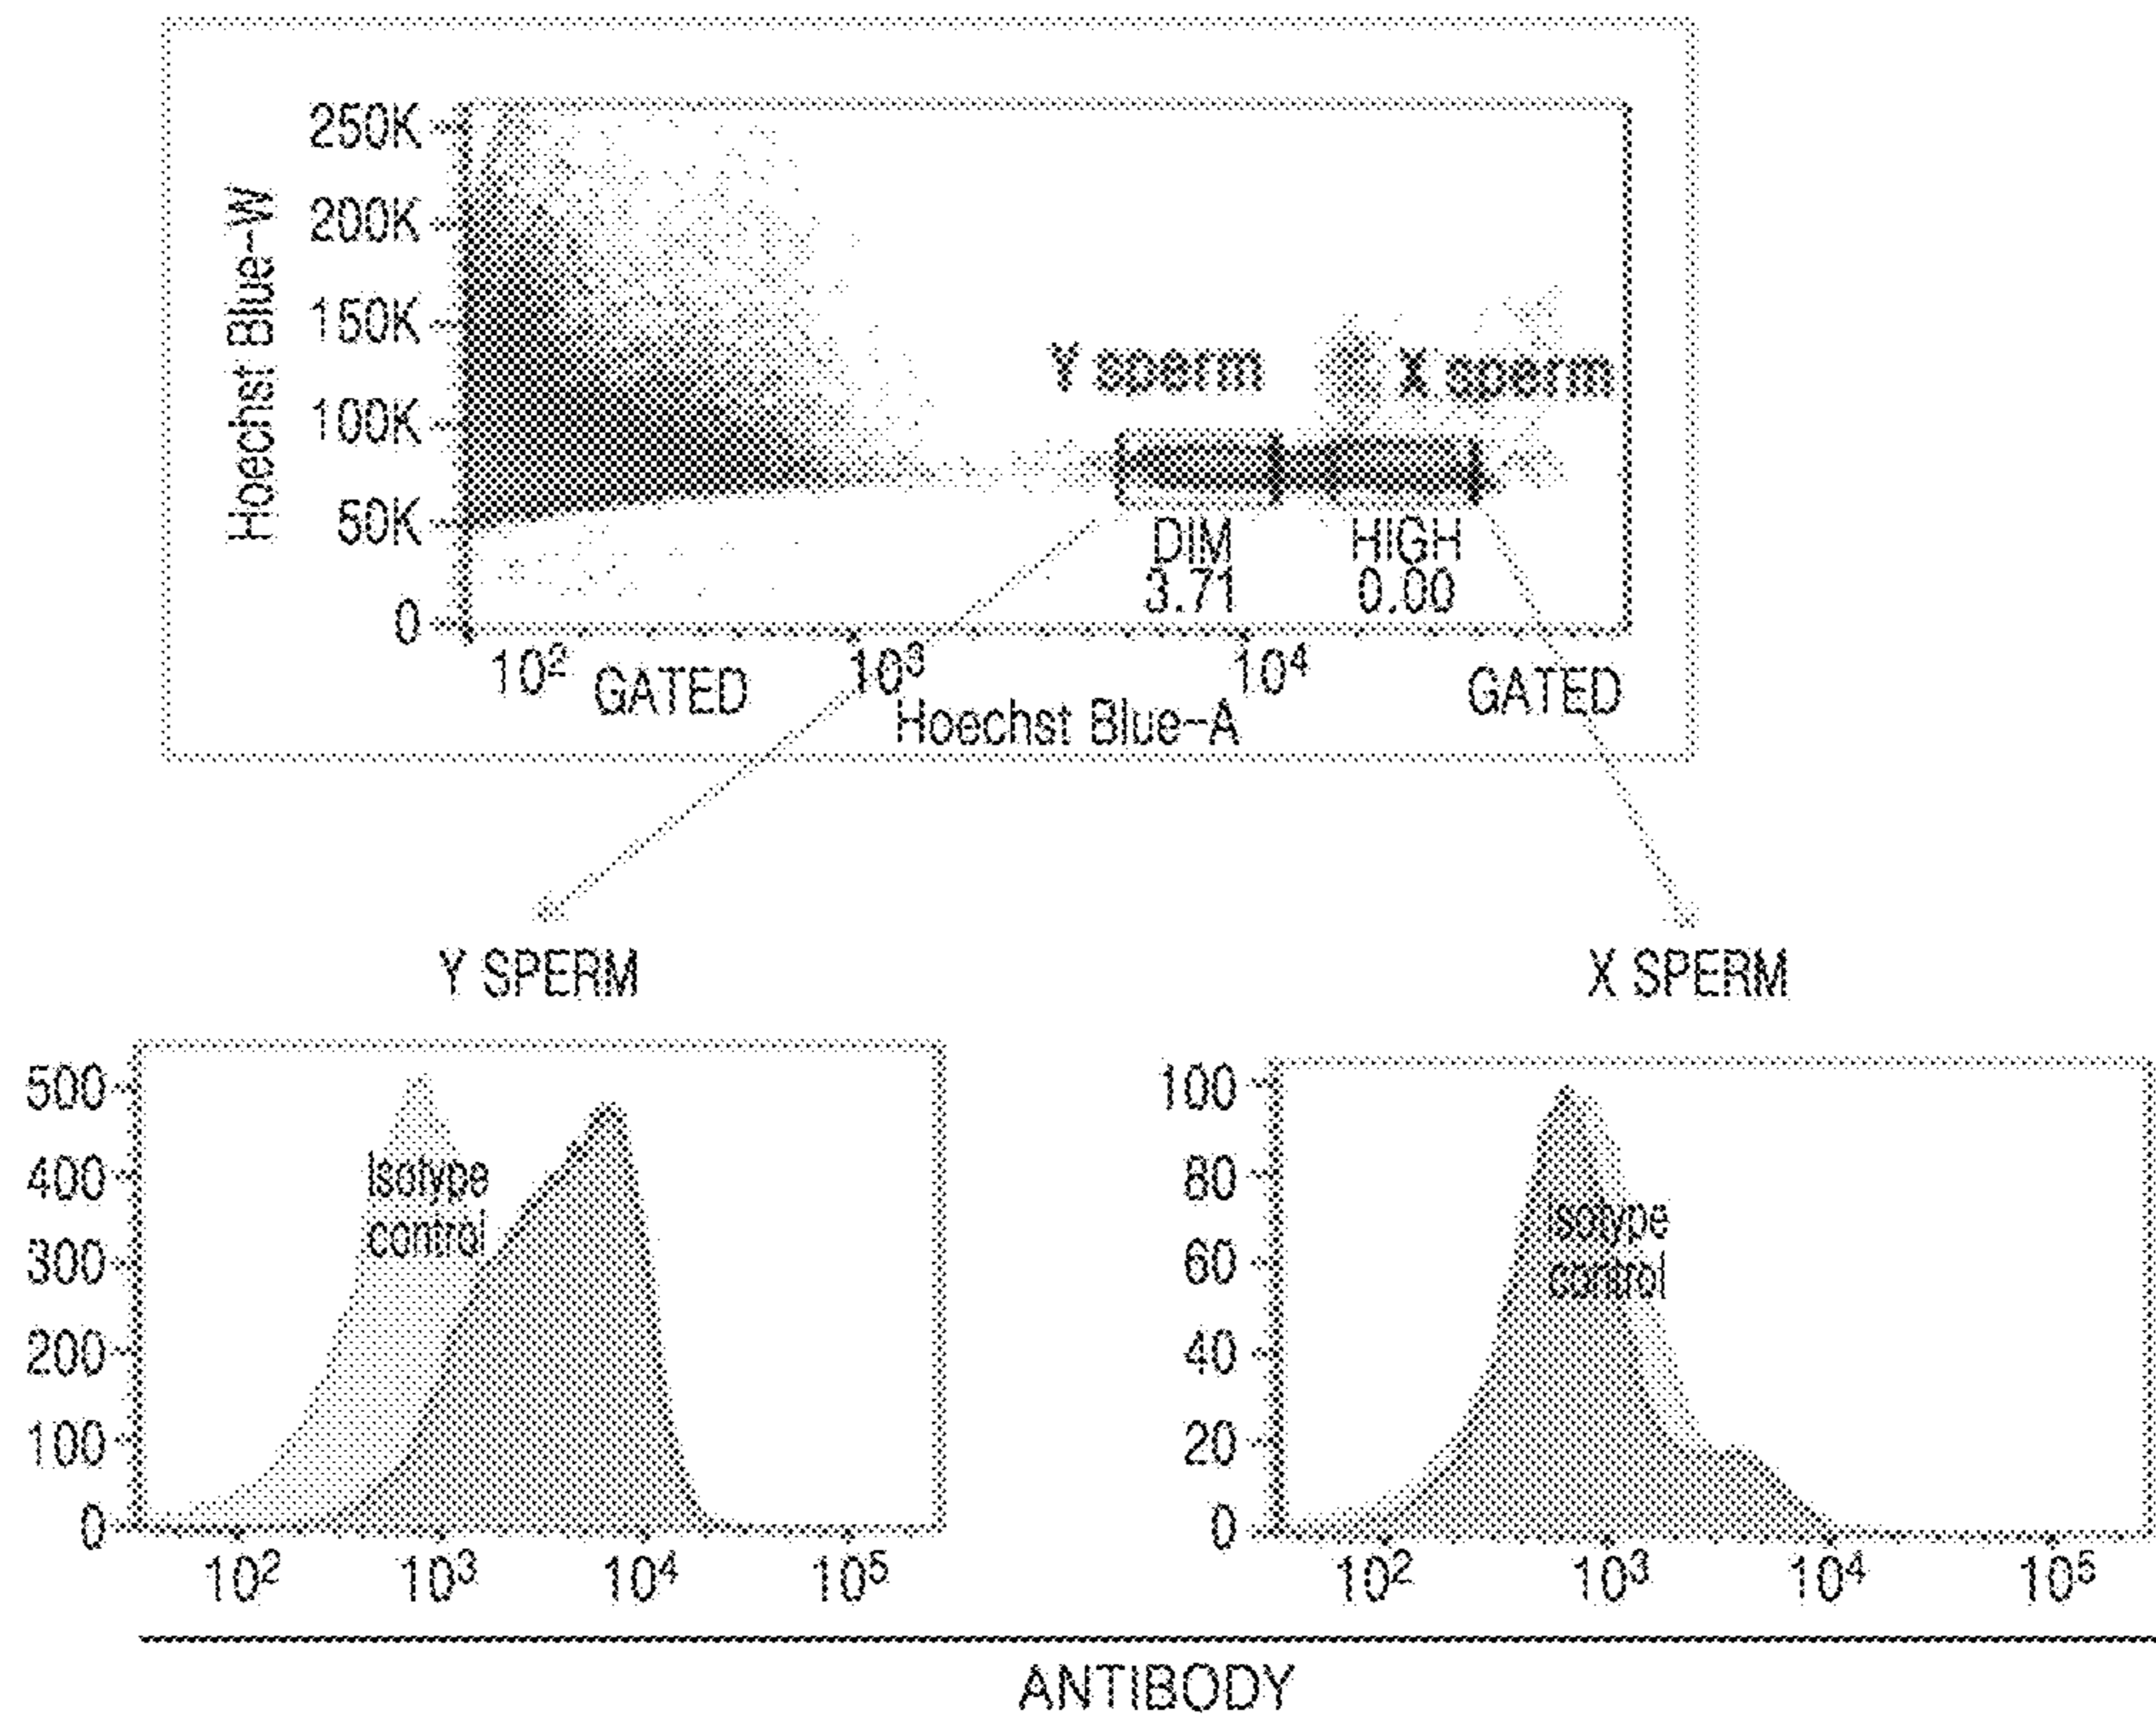 250K
200K
150K
100K
50K
0
Hoechst Blue-W
Y sperm
X sperm
DIM
3.71
HIGH
0.00
10²
10³
10⁴
GATED
GATED
Hoechst Blue-A
Y SPERM
X SPERM
500
400
300
200
100
0
Isotype
control
10²
10³
10⁴
10⁵
100
80
60
40
20
0
Isotype
control
10²
10³
10⁴
10⁵
ANTIBODY